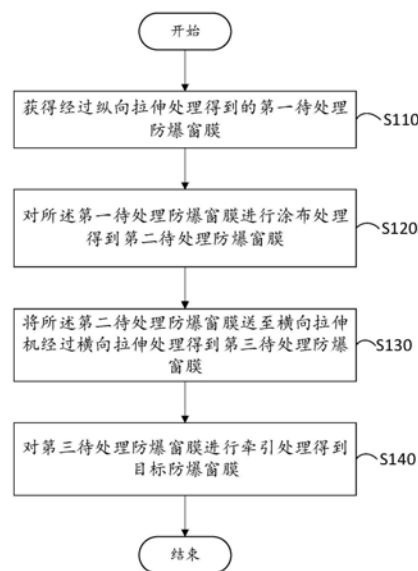 开始
获得经过纵向拉伸处理得到的第一待处理
防爆窗膜
S110
对所述第一待处理防爆窗膜进行涂布处理
得到第二待处理防爆窗膜
S120
将所述第二待处理防爆窗膜送至横向拉伸
机经过横向拉伸处理得到第三待处理防爆
窗膜
S130
对第三待处理防爆窗膜进行牵引处理得到
目标防爆窗膜
S140
结束